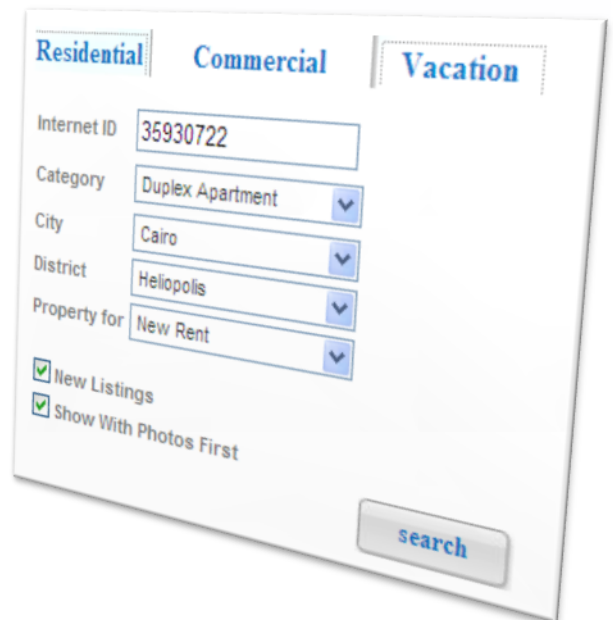 Residential Commercial Vacation
Internet ID 35930722
Category Duplex Apartment
City Cairo
District Heliopolis
Property for New Rent
New Listings
Show With Photos First
search